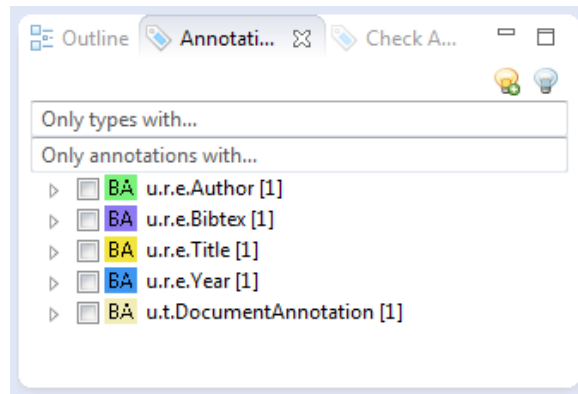 Outline Annotati... Check A...
Only types with...
Only annotations with...
BA u.r.e.Author [1]
BA u.r.e.Bibtex [1]
BA u.r.e.Title [1]
BA u.r.e.Year [1]
BA u.t.DocumentAnnotation [1]